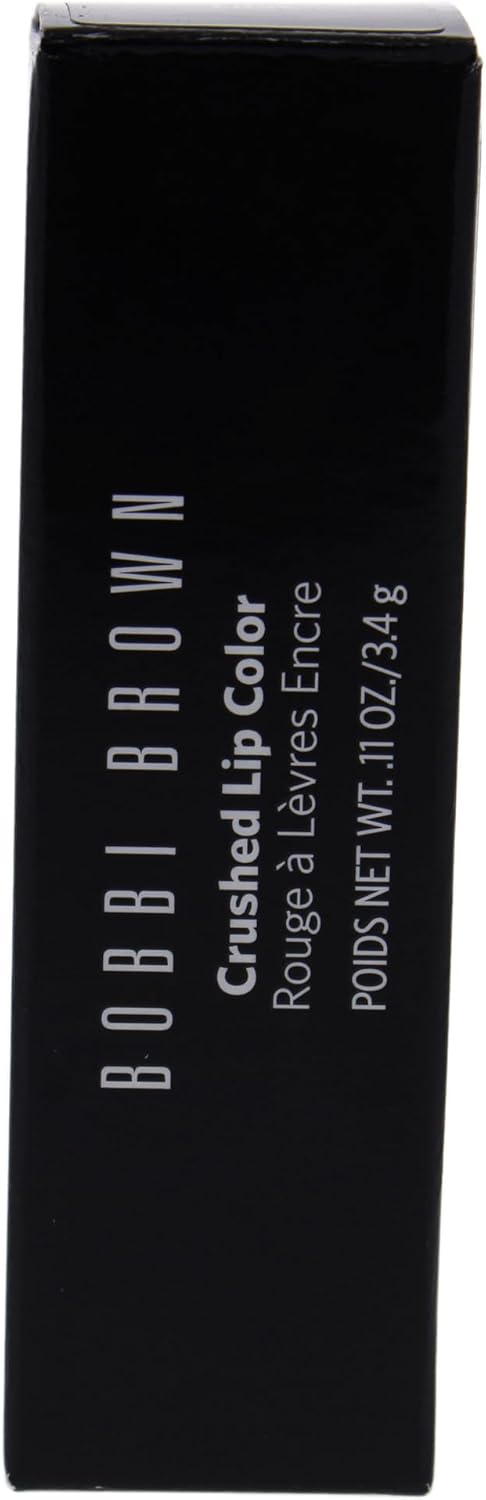 BOBBI BROWN
Crushed Lip Color
Rouge à Lèvres Encre
POIDS NET WT. .11 OZ./3.4 g